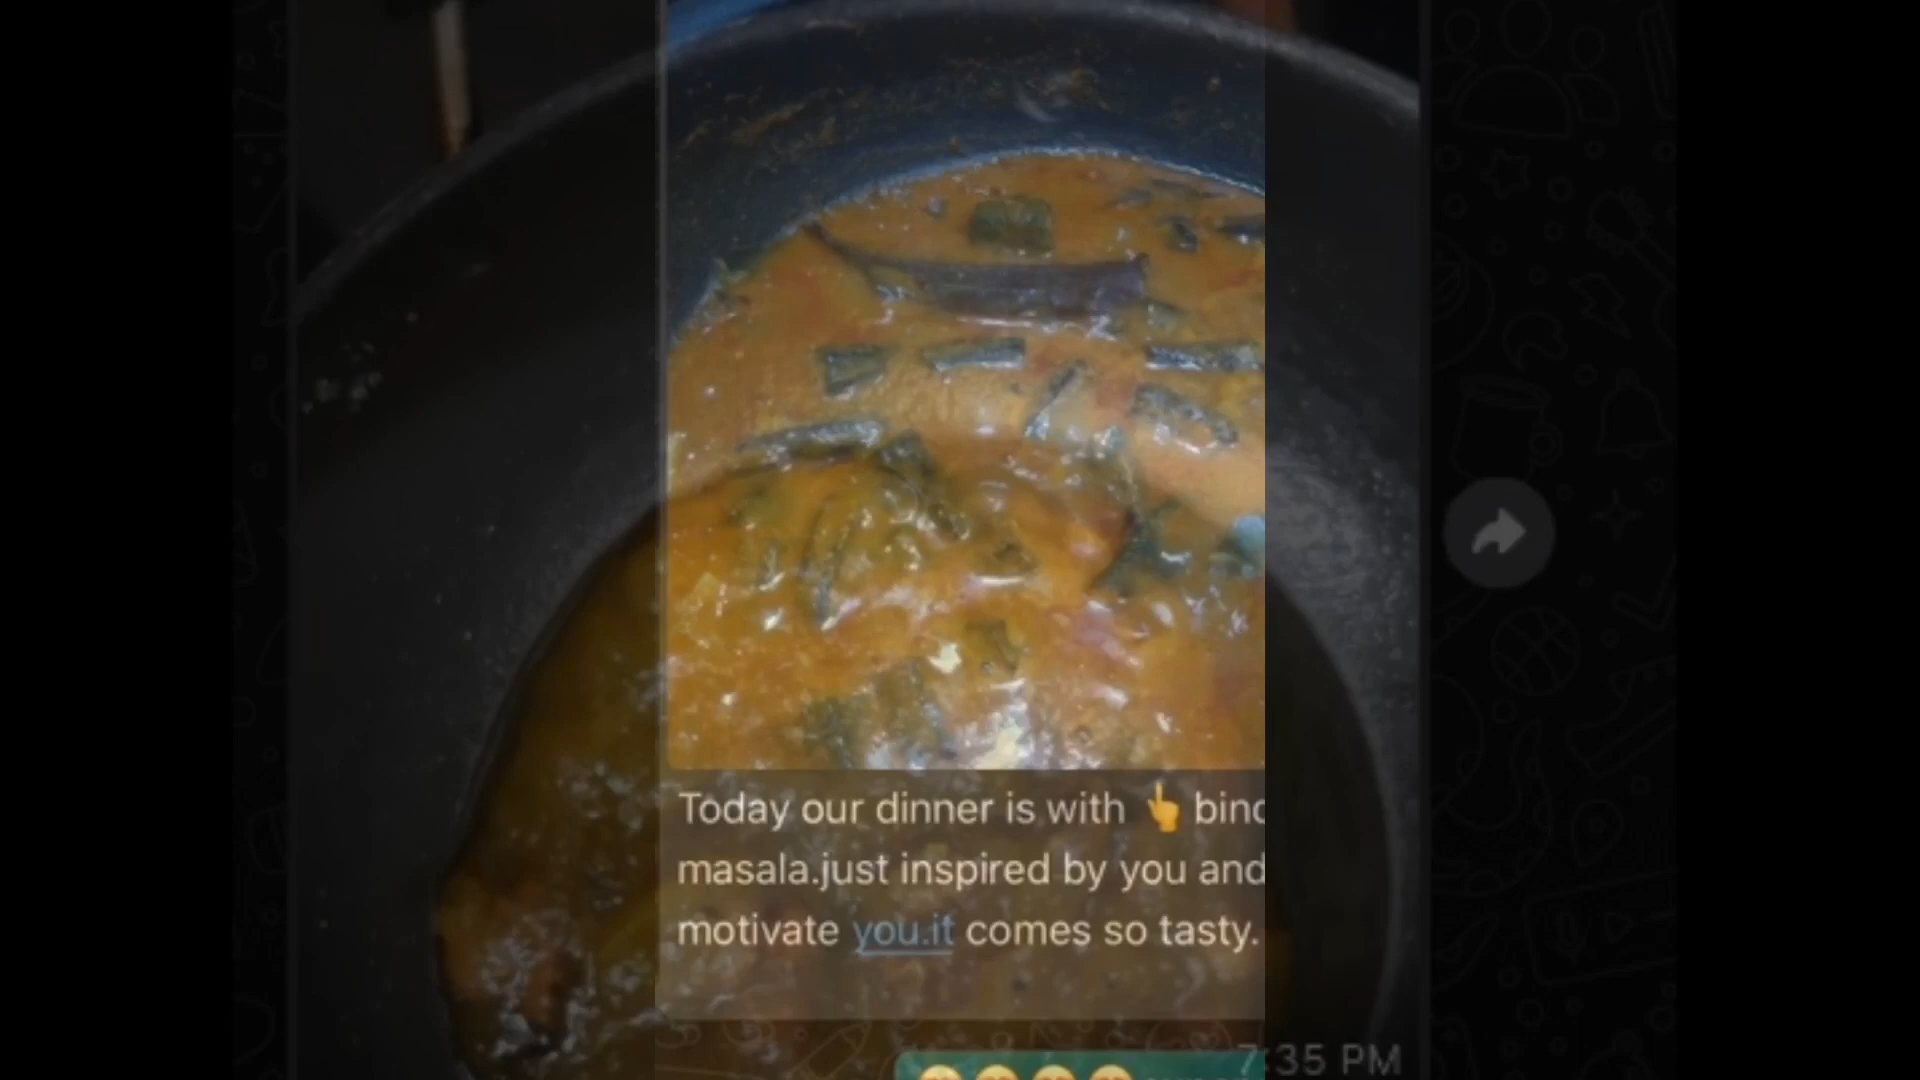 Today our dinner is with 👆 bind
masala.just inspired by you and
motivate you.it comes so tasty.
7:35 PM